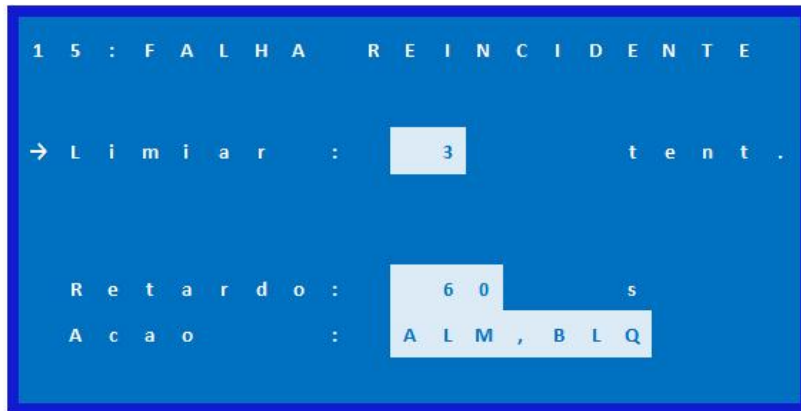 15:FALHA REINCIDENTE
→Limiar : 3 tent.
Retardo: 60 s
Acao : ALM,BLQ